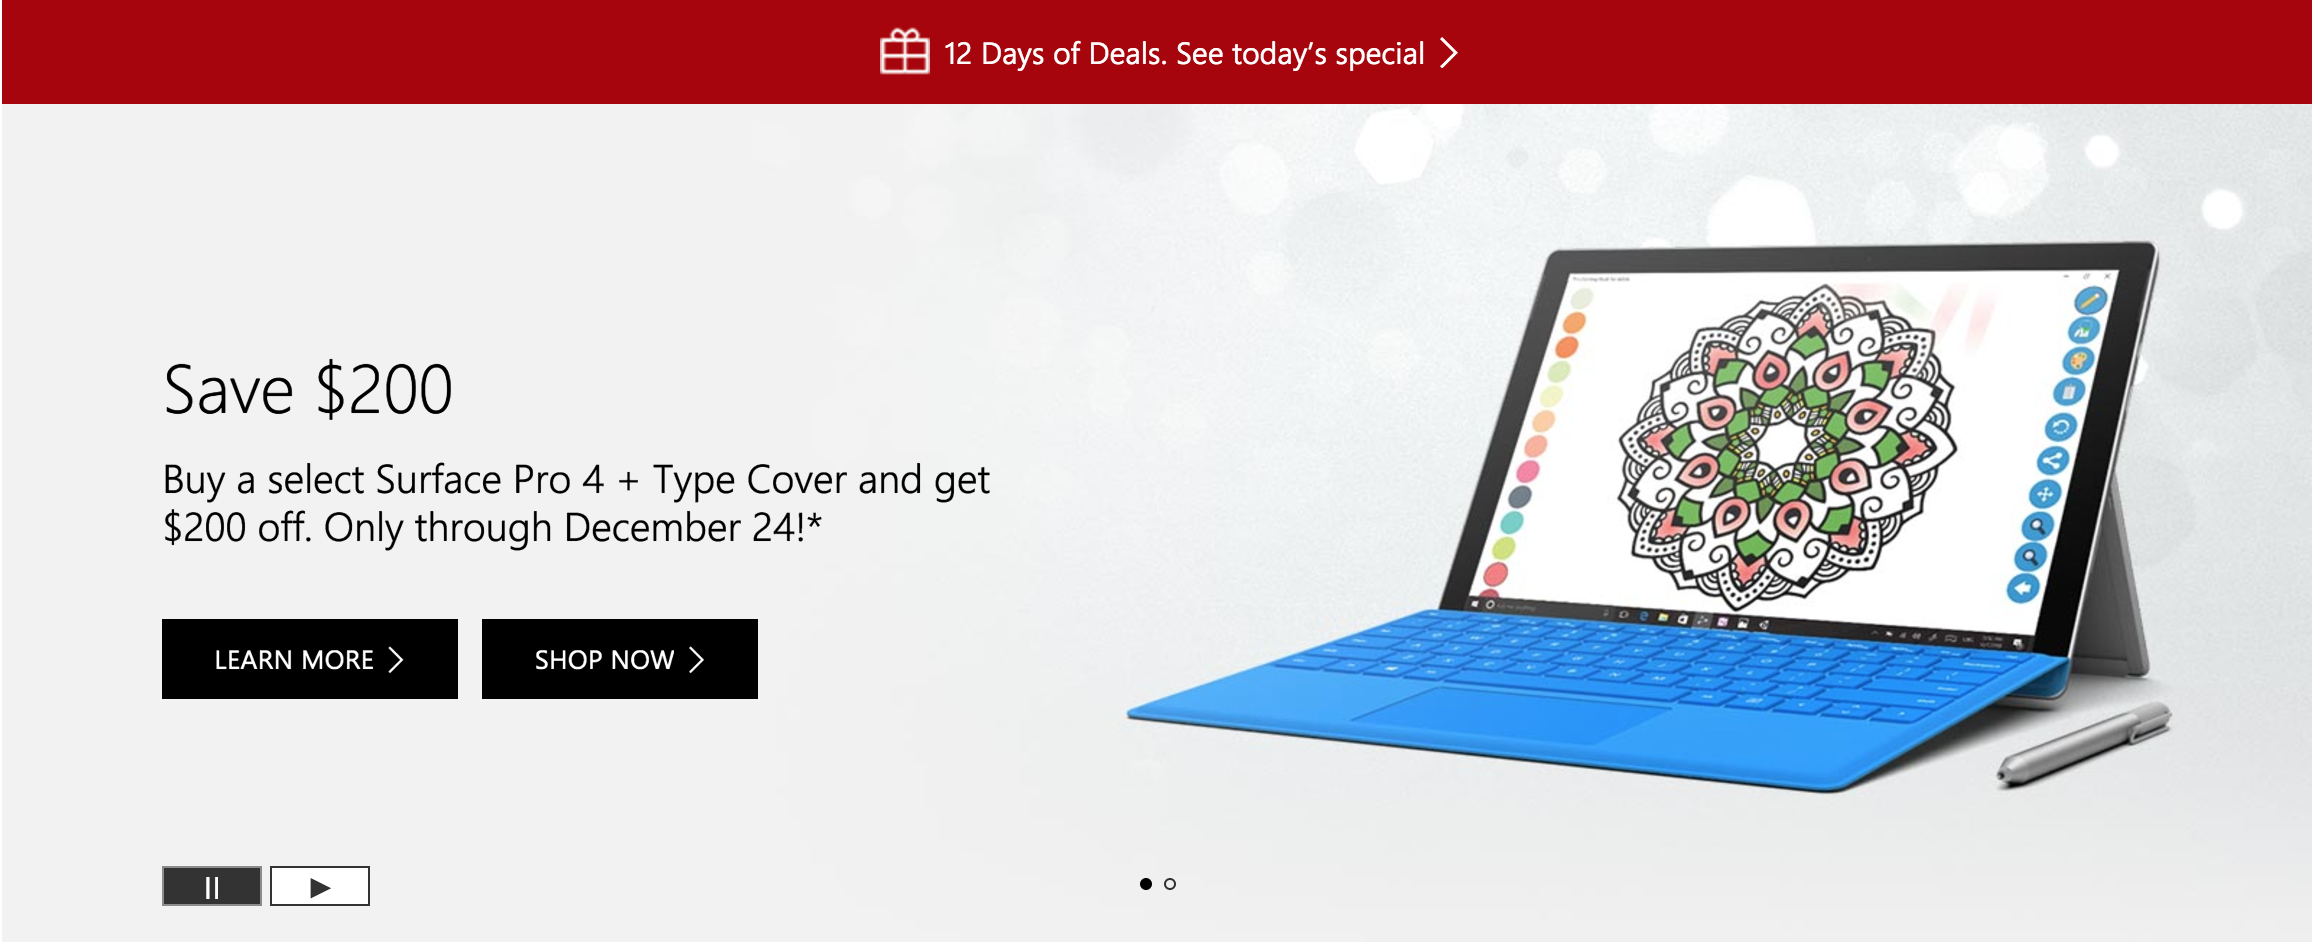 12 Days of Deals. See today's special
Save $200
Buy a select Surface Pro 4 + Type Cover and get
$200 off. Only through December 24!*
LEARN MORE
SHOP NOW